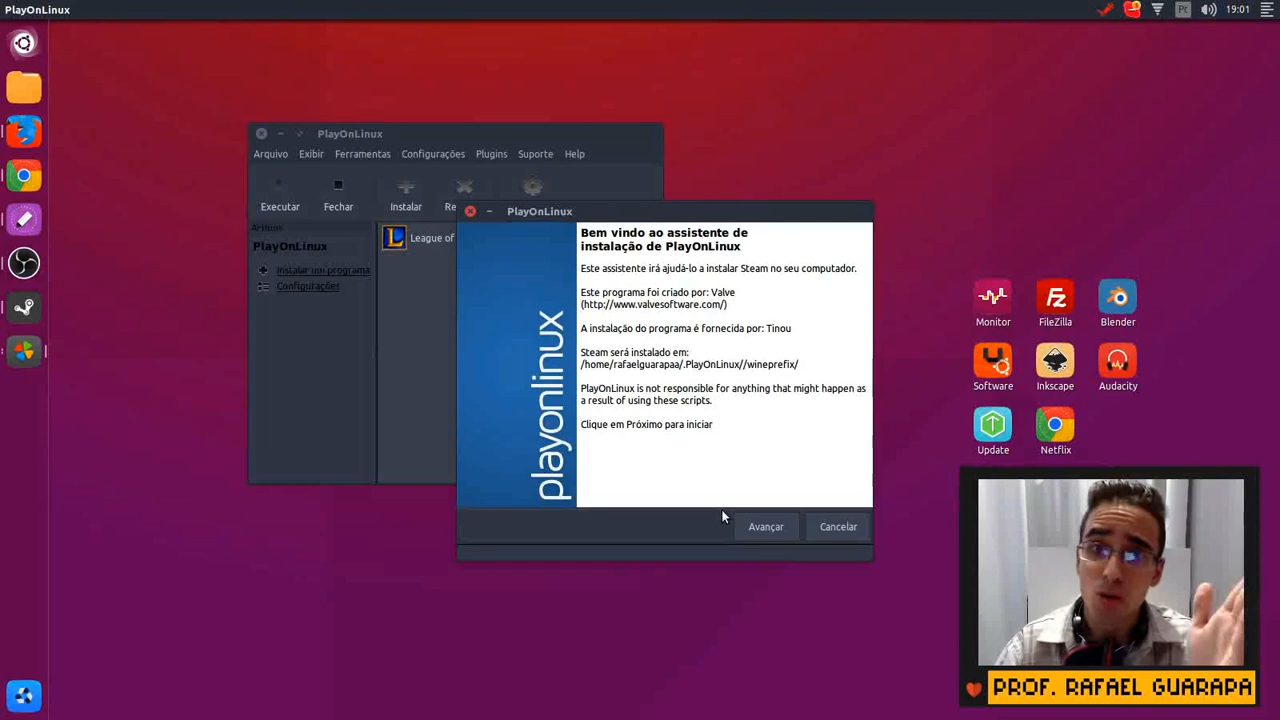 PlayOnLinux
Pt
19:01
PlayOnLinux
Arquivo Exibir Ferramentas Configurações Plugins Suporte Help
Executar Fechar Instalar Re
PlayOnLinux
Instalar um programa
Configurações
League of
PlayOnLinux
playonlinux
Bem vindo ao assistente de
instalação de PlayOnLinux
Este assistente irá ajudá-lo a instalar Steam no seu computador.
Este programa foi criado por: Valve
(http://www.valvesoftware.com/)
A instalação do programa é fornecida por: Tinou
Steam será instalado em:
/home/rafaelguarapaa/.PlayOnLinux//wineprefix/
PlayOnLinux is not responsible for anything that might happen as
a result of using these scripts.
Clique em Próximo para iniciar
Avançar Cancelar
Monitor FileZilla Blender
Software Inkscape Audacity
Update Netflix
PROF. RAFAEL GUARAPA